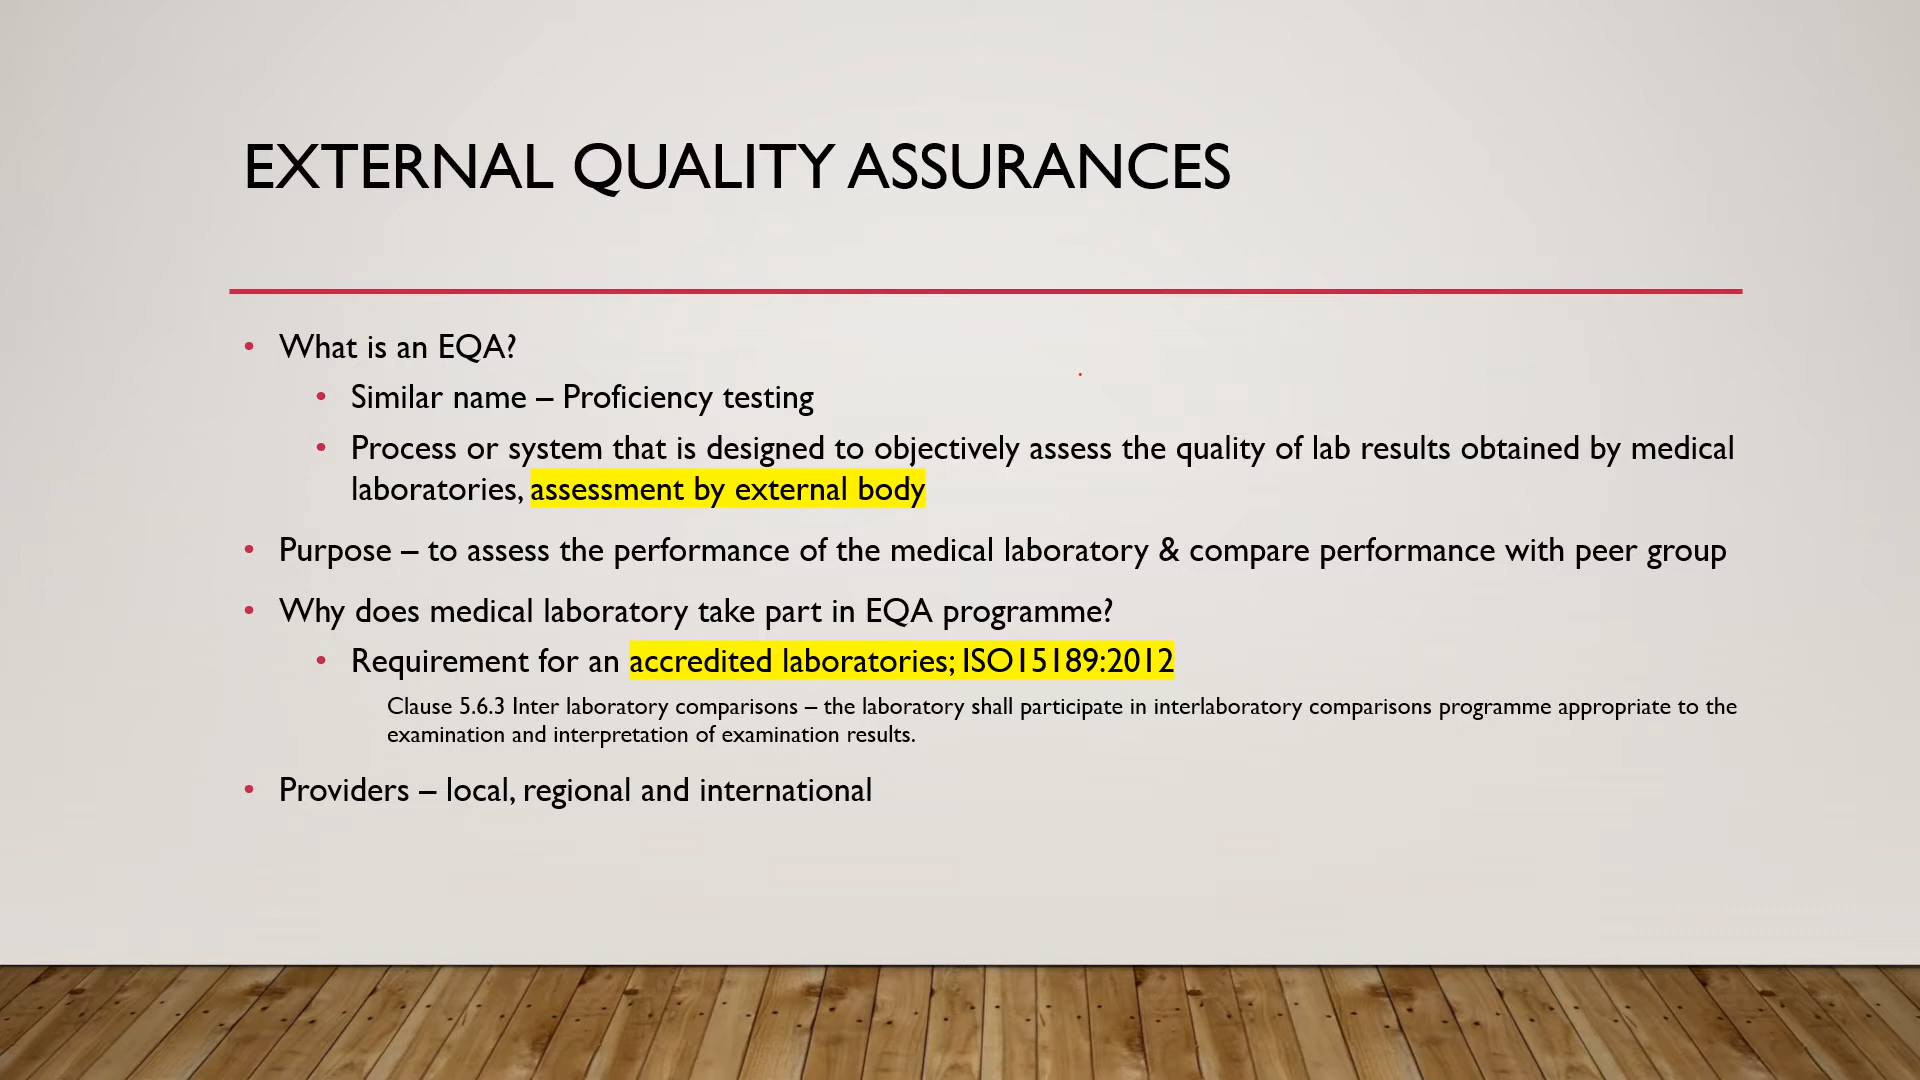 EXTERNAL QUALITY ASSURANCES
• What is an EQA?
• Similar name – Proficiency testing
• Process or system that is designed to objectively assess the quality of lab results obtained by medical
laboratories, assessment by external body
• Purpose – to assess the performance of the medical laboratory & compare performance with peer group
• Why does medical laboratory take part in EQA programme?
• Requirement for an accredited laboratories; ISO15189:2012
Clause 5.6.3 Inter laboratory comparisons – the laboratory shall participate in interlaboratory comparisons programme appropriate to the
examination and interpretation of examination results.
• Providers – local, regional and international